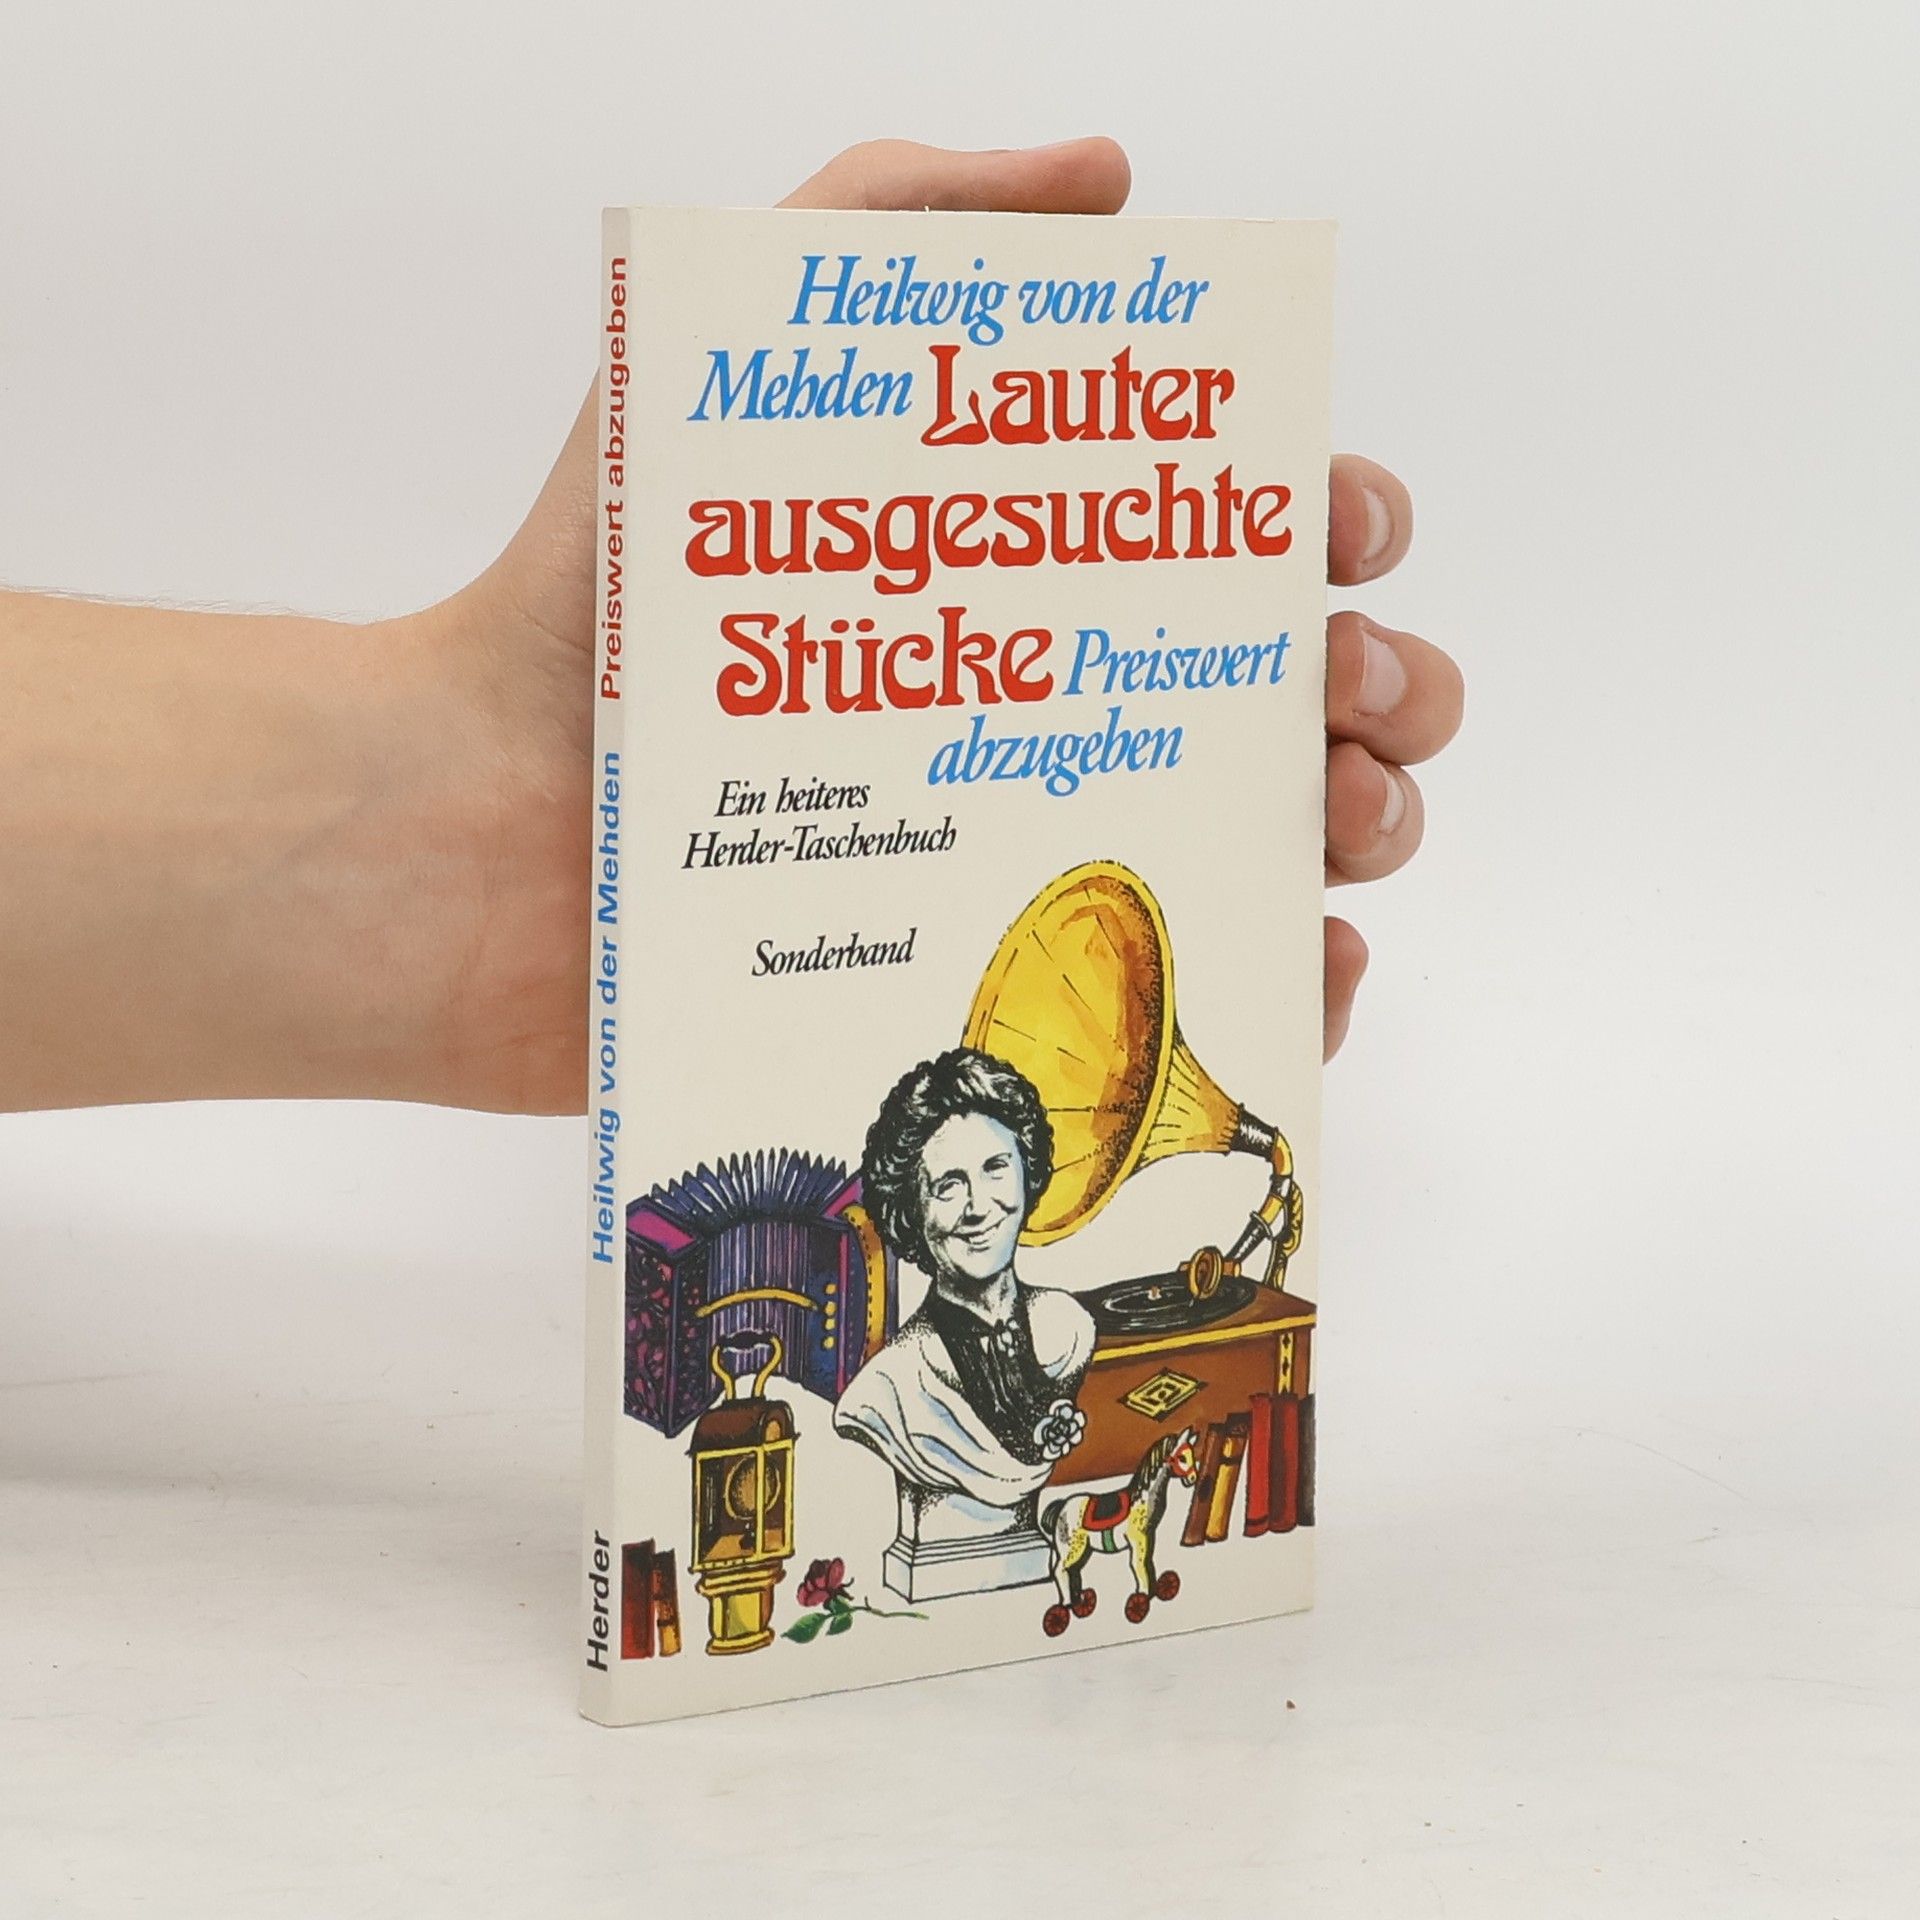 Heilwig von der
Mehden Lauter
ausgesuchte
Stücke Preiswert
abzugeben
Ein heiteres
Herder-Taschenbuch
Sonderband
Heilwig von der Mehden Preiswert abzugeben
Herder